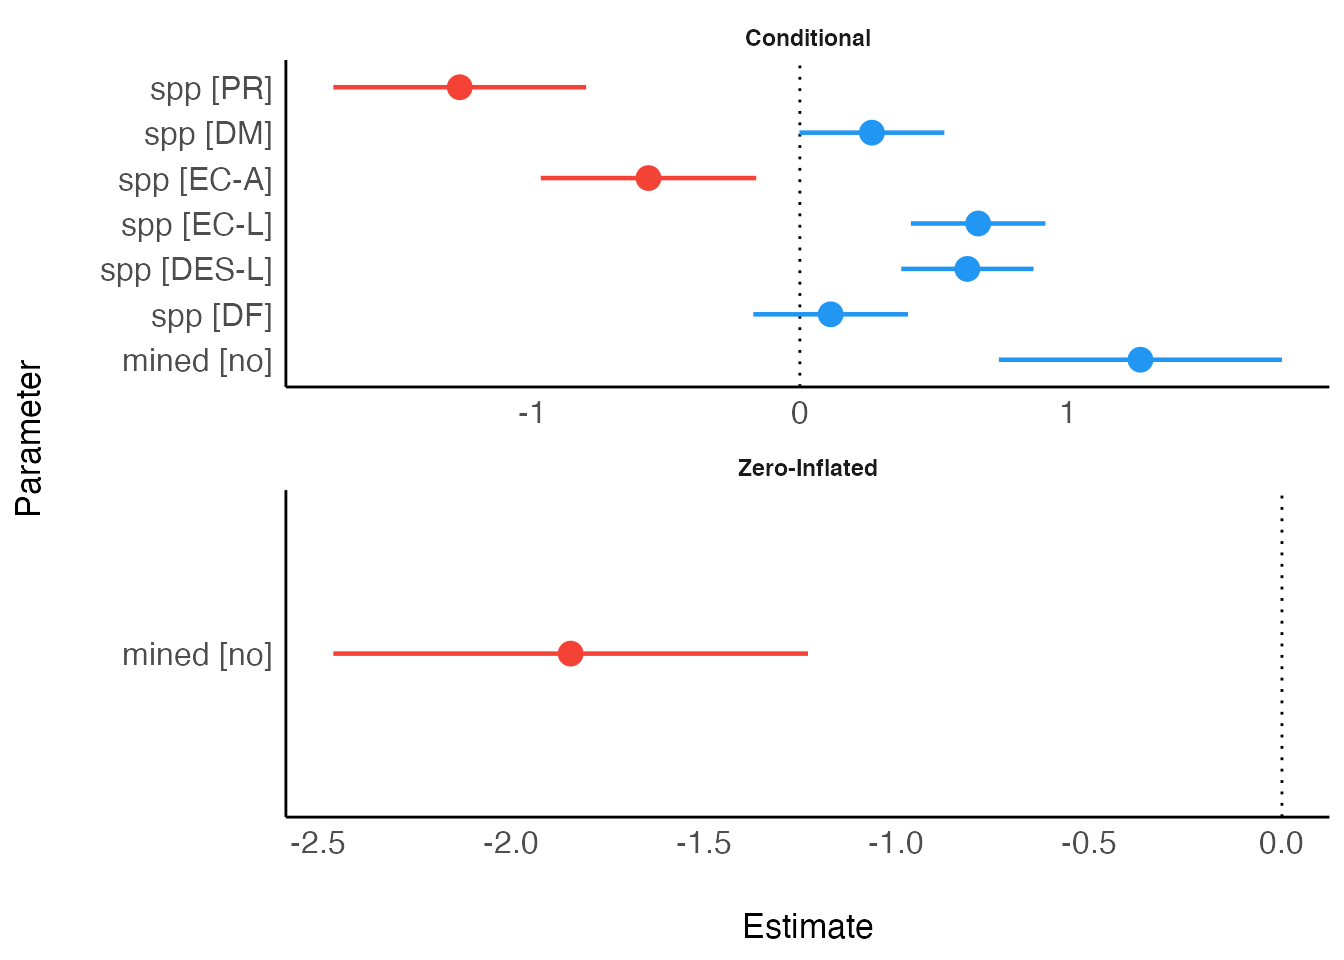 Conditional
spp [PR]
spp [DM]
spp [EC-A]
spp [EC-L]
spp [DES-L]
spp [DF]
mined [no]
-1 0 1
Parameter
Zero-Inflated
mined [no]
-2.5 -2.0 -1.5 -1.0 -0.5 0.0
Estimate